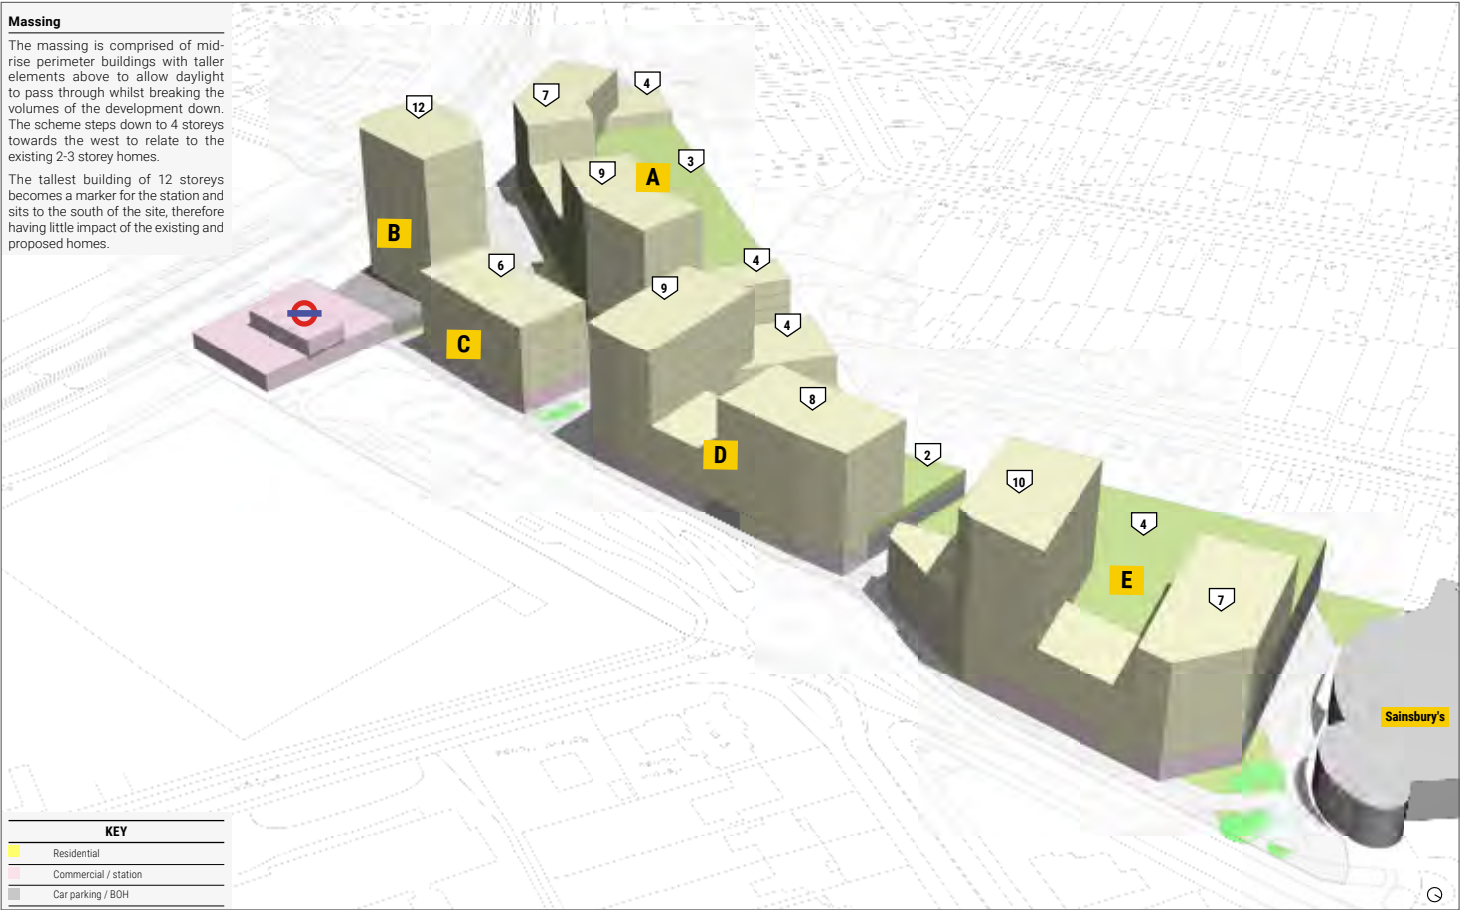 Massing
The massing is comprised of mid-
rise perimeter buildings with taller
elements above to allow daylight
to pass through whilst breaking the
volumes of the development down.
The scheme steps down to 4 storeys
towards the west to relate to the
existing 2-3 storey homes.
The tallest building of 12 storeys
becomes a marker for the station and
sits to the south of the site, therefore
having little impact of the existing and
proposed homes.
12
7
4
3
9
A
B
6
4
9
C
4
8
D
2
10
4
E
7
Sainsbury's
KEY
Residential
Commercial / station
Car parking / BOH